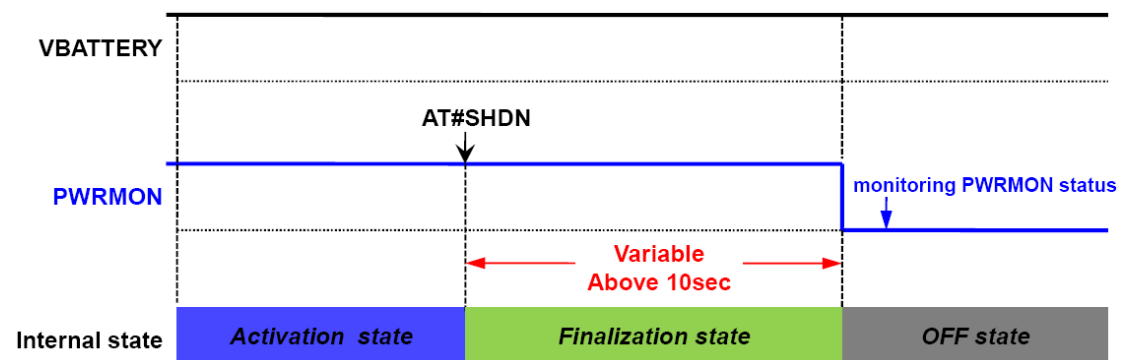 VBATTERY
AT#SHDN
PWRMON
monitoring PWRMON status
Variable
Above 10sec
Internal state
Activation state
Finalization state
OFF state